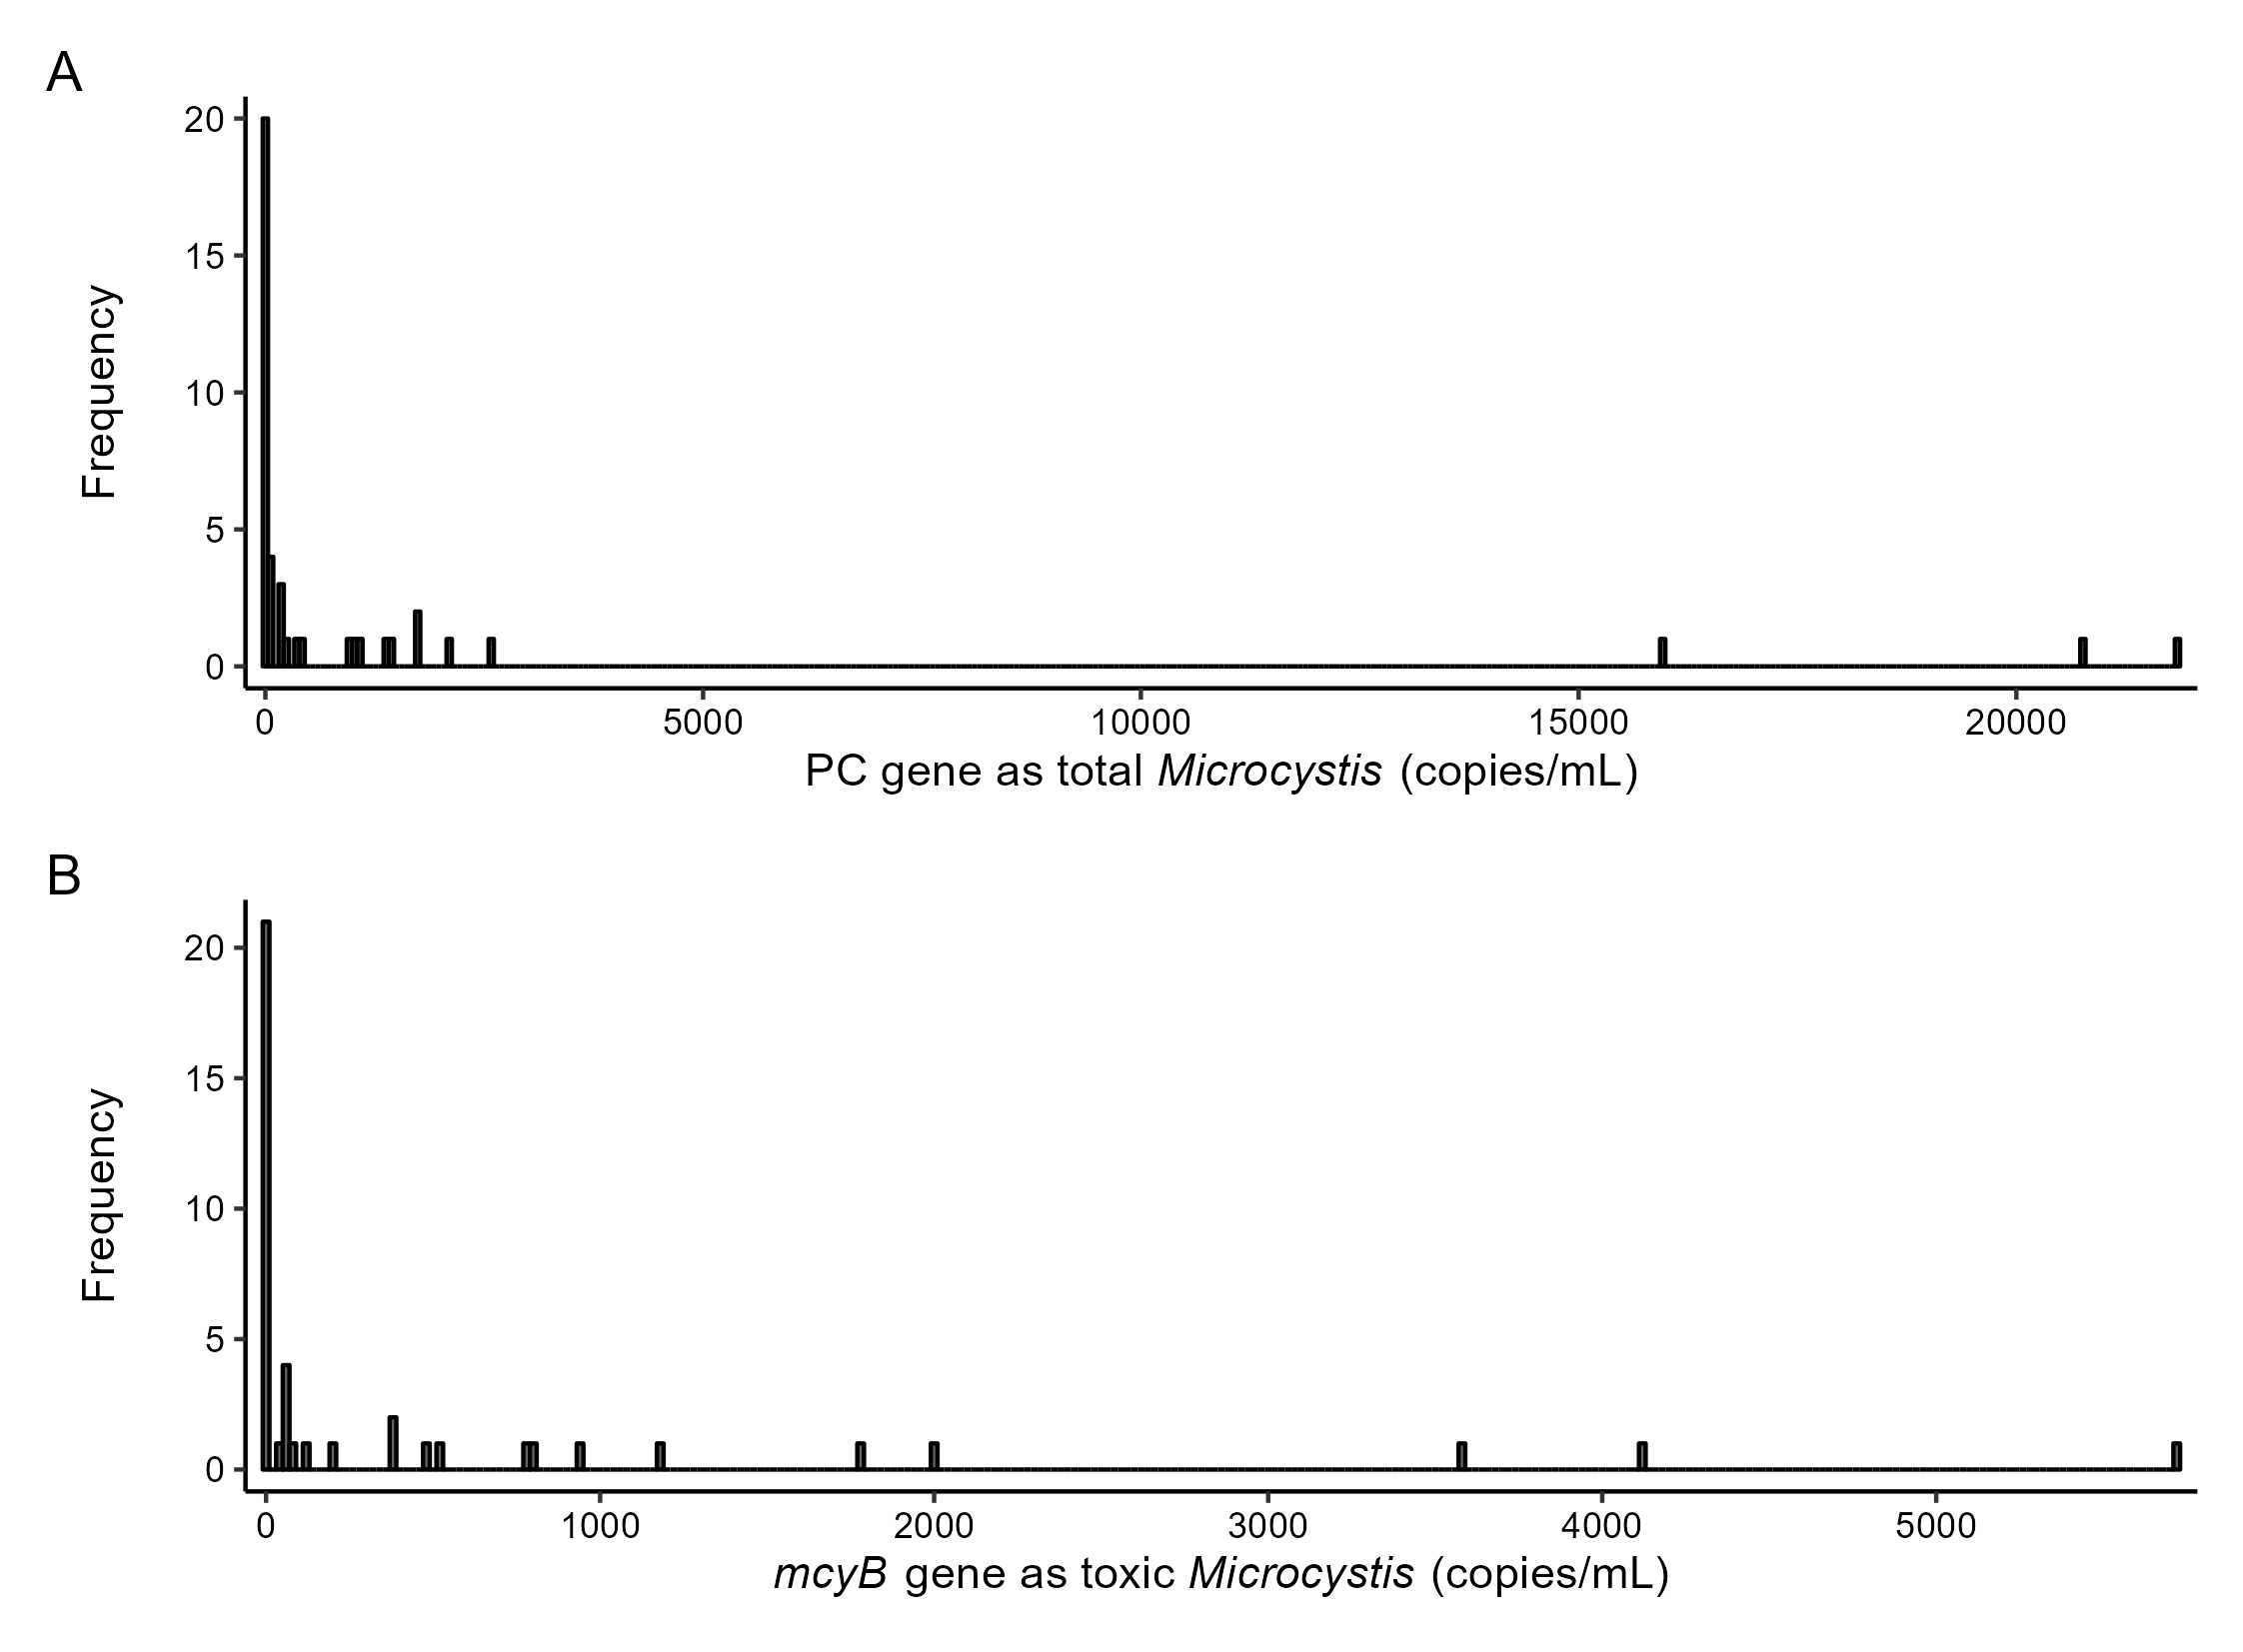 A
20
15
10
5
0
Frequency
0 5000 10000 15000 20000
PC gene as total Microcystis (copies/mL)
B
20
15
10
5
0
Frequency
0 1000 2000 3000 4000 5000
mcyB gene as toxic Microcystis (copies/mL)